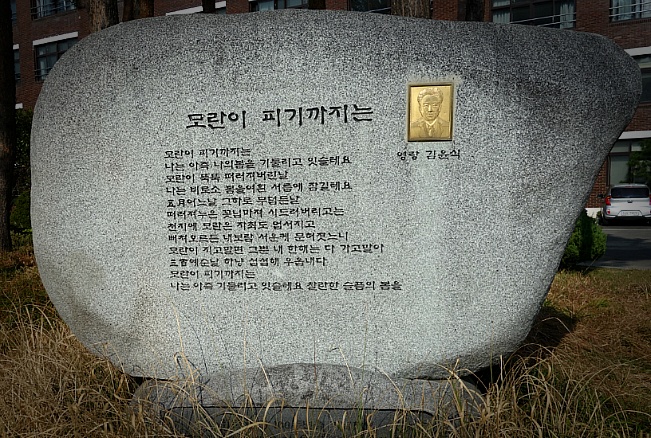 모란이 피기까지는
영랑 김윤식
모란이 피기까지는
나는 아즉 나의봄을 기둘리고 잇슬테요
모란이 뚝뚝 떠러져버린날
나는 비로소 봄을여흰 서름에 잠길테요
五月어느날 그하로 무덥든날
떠러져누은 꽃닙마져 시드러버리고는
천지에 모란은 자최도 업서지고
뻐쳐오르든 내보람 서운케 문허졌느니
모란이 지고말면 그뿐 내 한해는 다 가고말아
三百예순날 하냥 섭섭해 우옵내다
모란이 피기까지는
나는 아즉 기둘리고 잇슬테요 찰란한 슬픔의 봄을